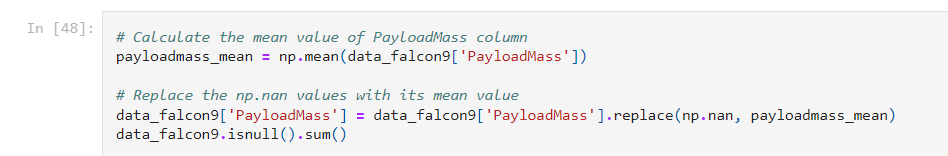 In [48]:
# Calculate the mean value of PayloadMass column
payloadmass_mean = np.mean(data_falcon9['PayloadMass'])
# Replace the np.nan values with its mean value
data_falcon9['PayloadMass'] = data_falcon9['PayloadMass'].replace(np.nan, payloadmass_mean)
data_falcon9.isnull().sum()